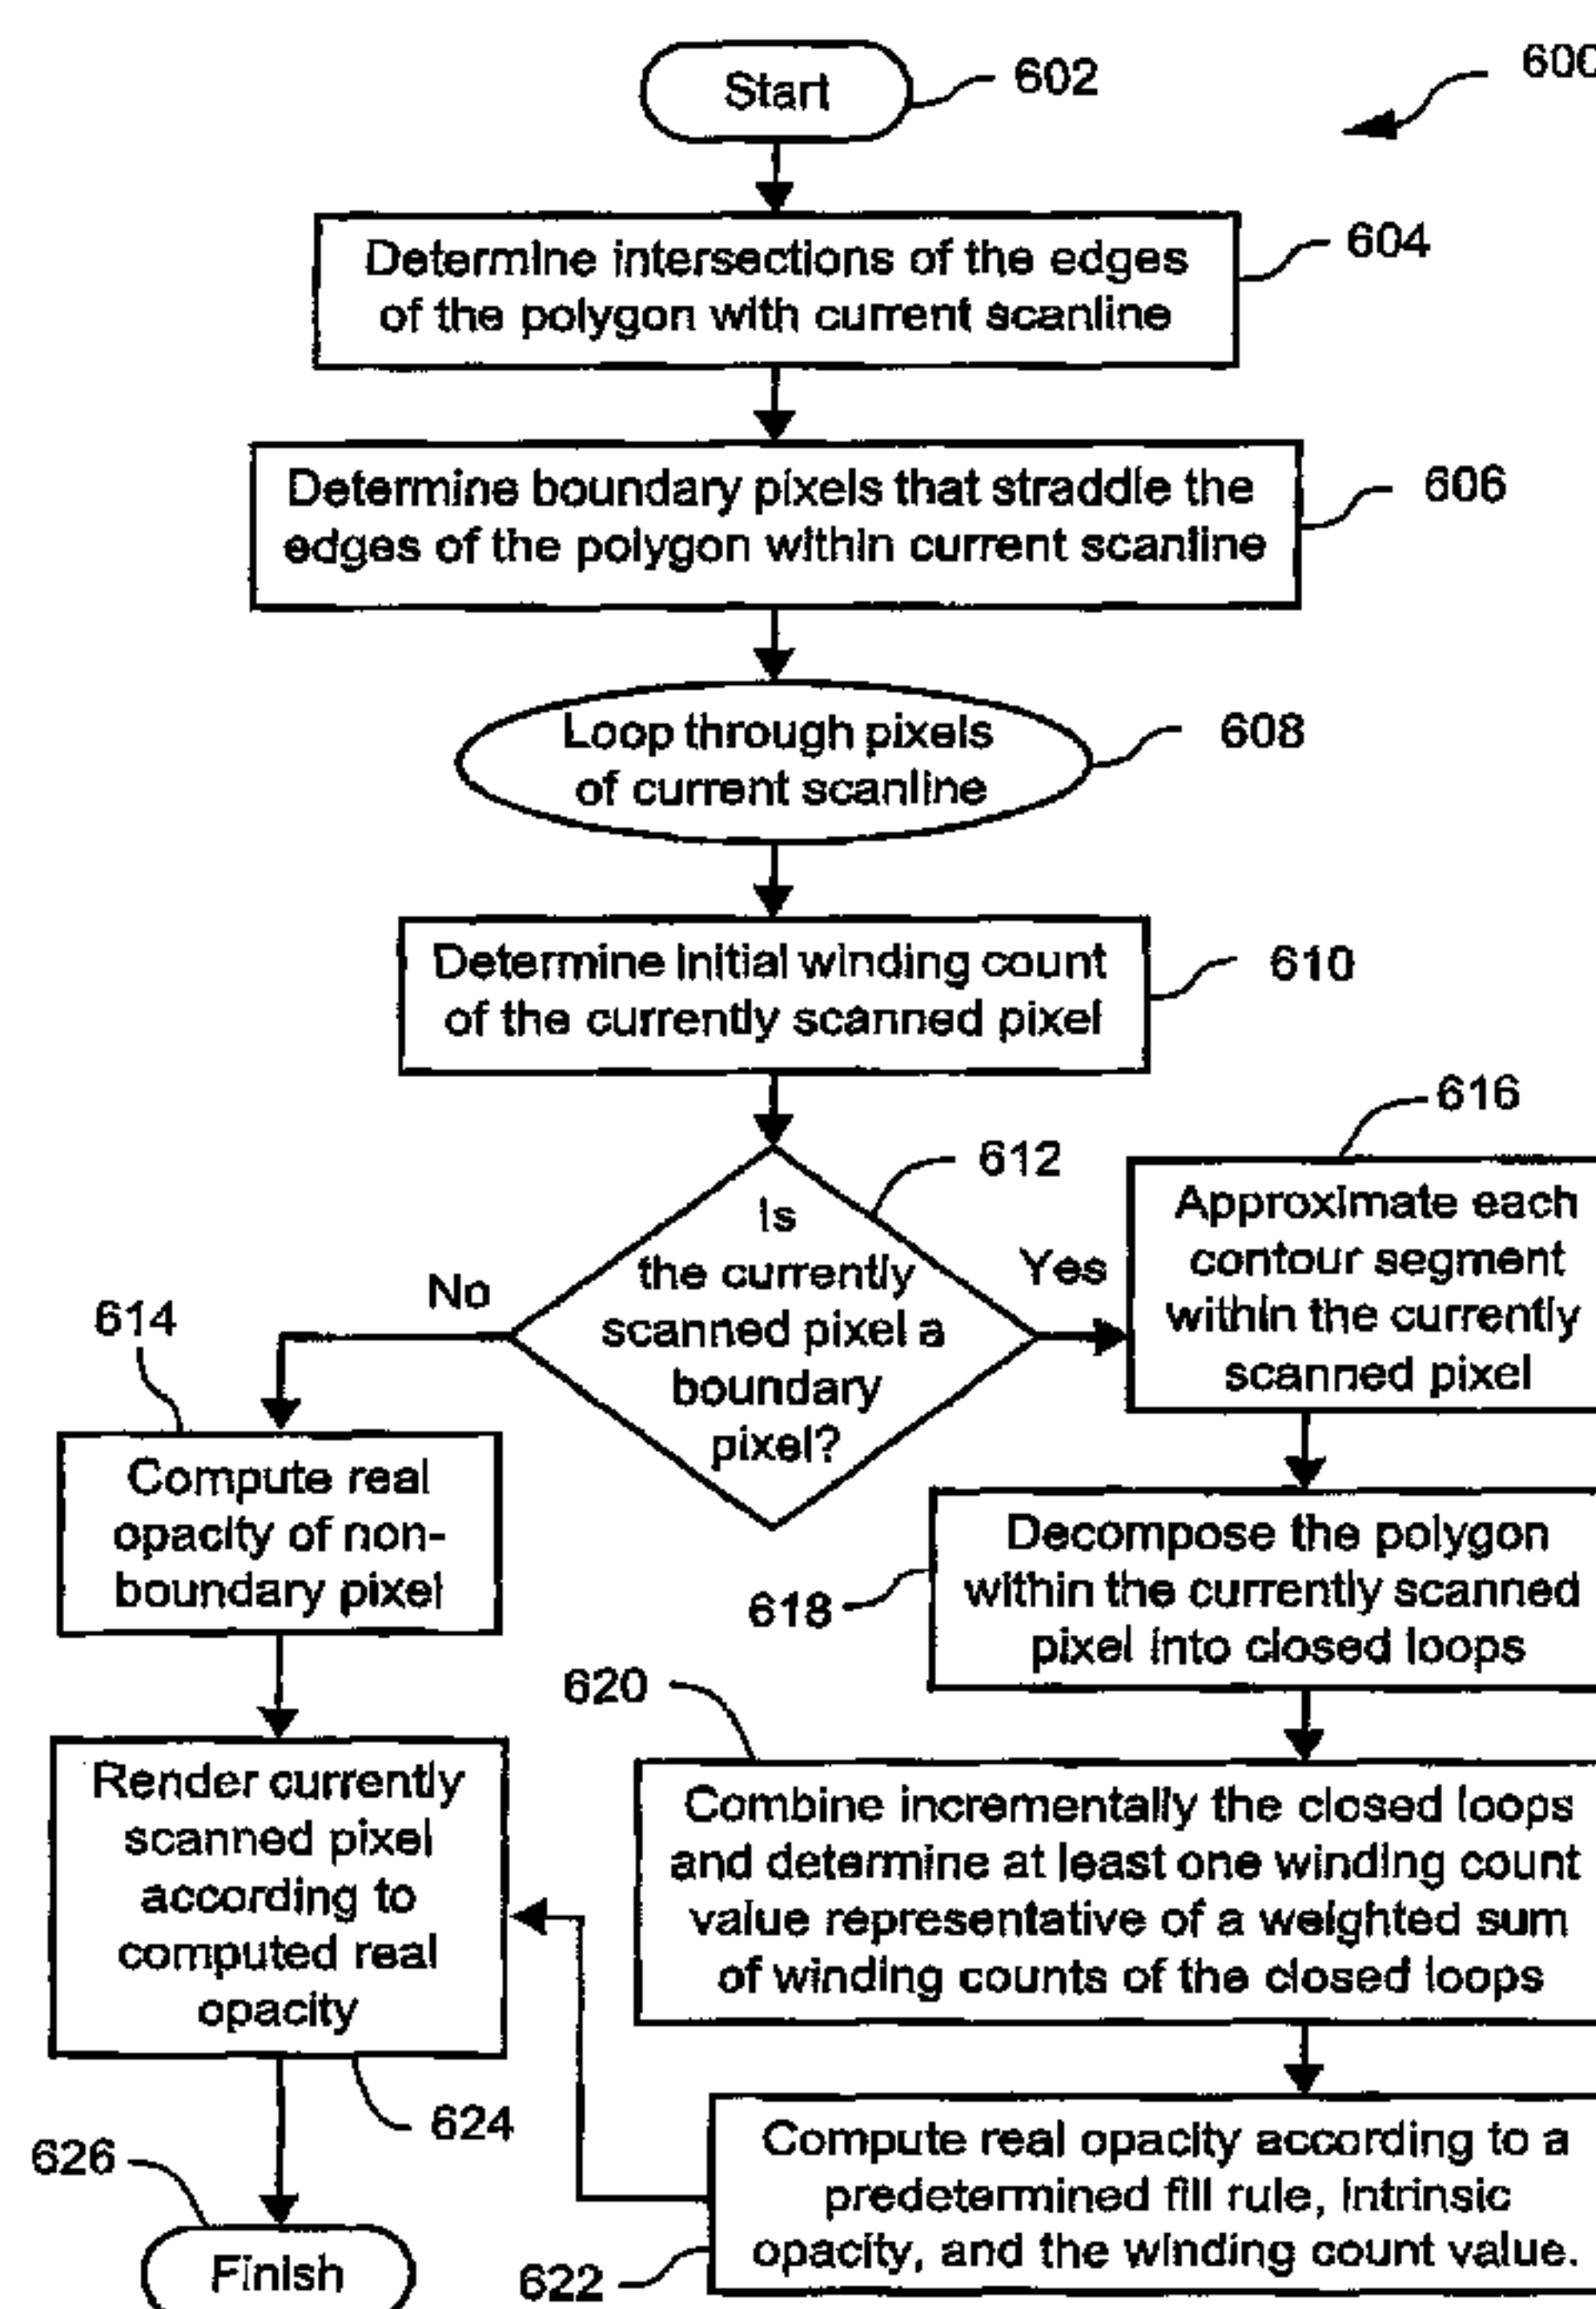 Start
602
600
Determine intersections of the edges
of the polygon with current scanline
604
Determine boundary pixels that straddle the
edges of the polygon within current scanline
606
Loop through pixels
of current scanline
608
Determine initial winding count
of the currently scanned pixel
610
612
Is
the currently
scanned pixel a
boundary
pixel?
No
Yes
616
Approximate each
contour segment
within the currently
scanned pixel
614
Compute real
opacity of non-
boundary pixel
618
Decompose the polygon
within the currently scanned
pixel into closed loops
620
Combine incrementally the closed loops
and determine at least one winding count
value representative of a weighted sum
of winding counts of the closed loops
Render currently
scanned pixel
according to
computed real
opacity
624
622
Compute real opacity according to a
predetermined fill rule, intrinsic
opacity, and the winding count value.
626
Finish